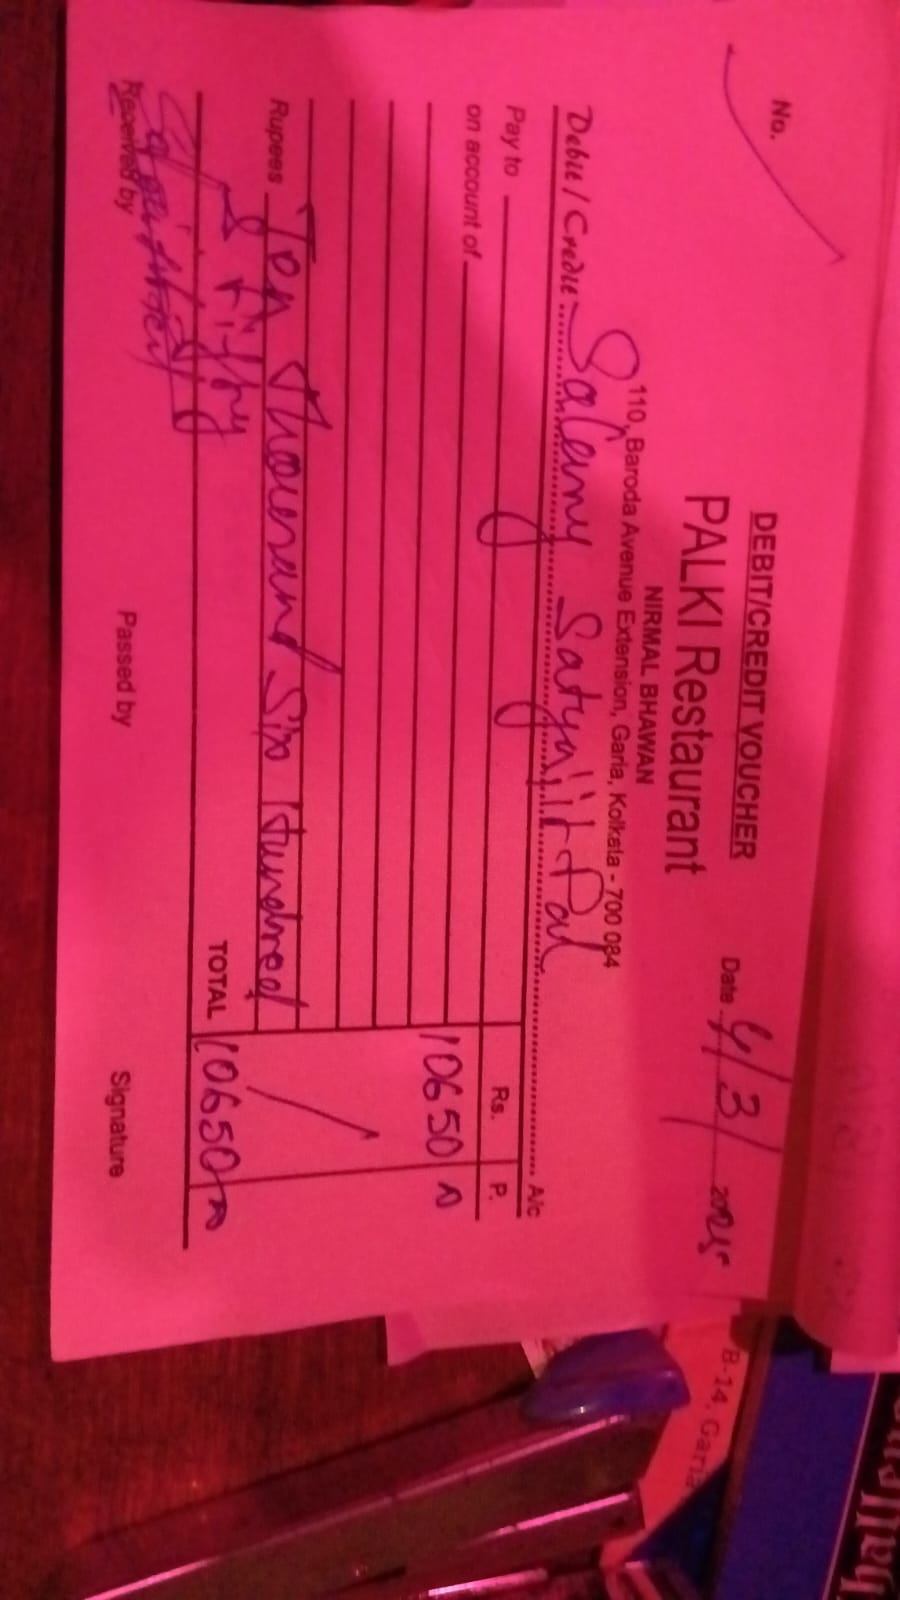 No.
DEBIT/CREDIT VOUCHER
PALKI Restaurant
Date 4/3/2025
NIRMAL BHAWAN
110, Baroda Avenue Extension, Garia, Kolkata - 700 084
Debit / Credit Salary Satyajit Pal A/c
Pay to
Rs. P.
on account of
10650
Rupees Ten Thousand Six Hundred
& Fifty
TOTAL 10650/-
Received by
Passed by
Signature
B-14, Garia